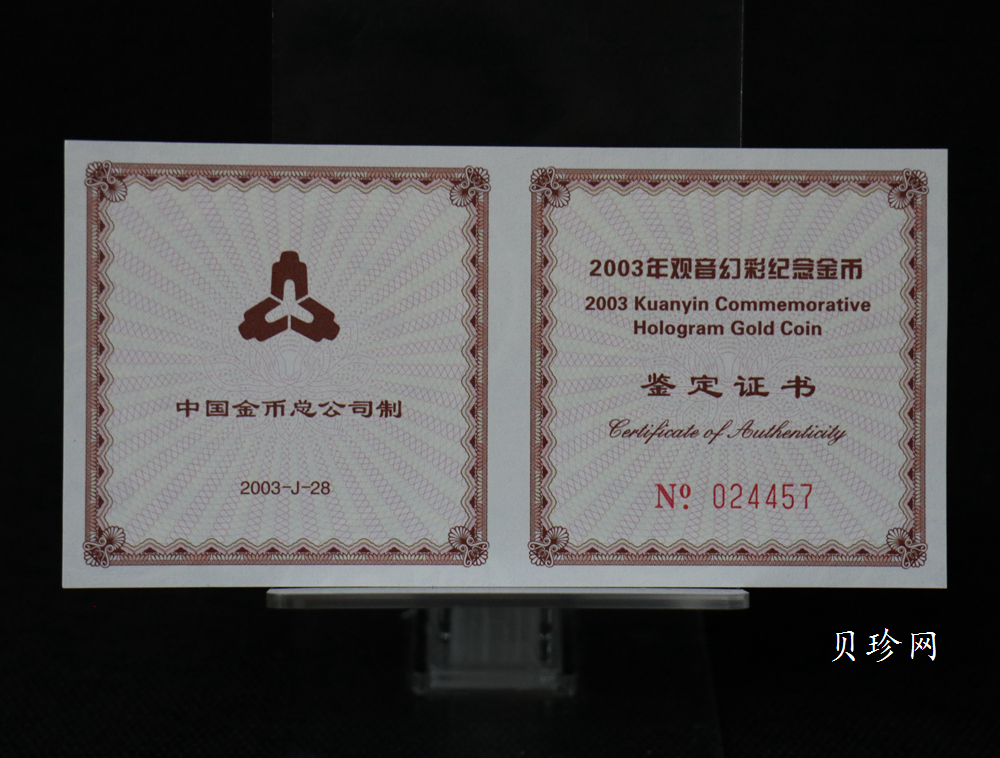 中国金币总公司制
2003-J-28
2003年观音幻彩纪念金币
2003 Kuanyin Commemorative
Hologram Gold Coin
鉴定证书
Certificate of Authenticity
Nº 024457
贝珍网